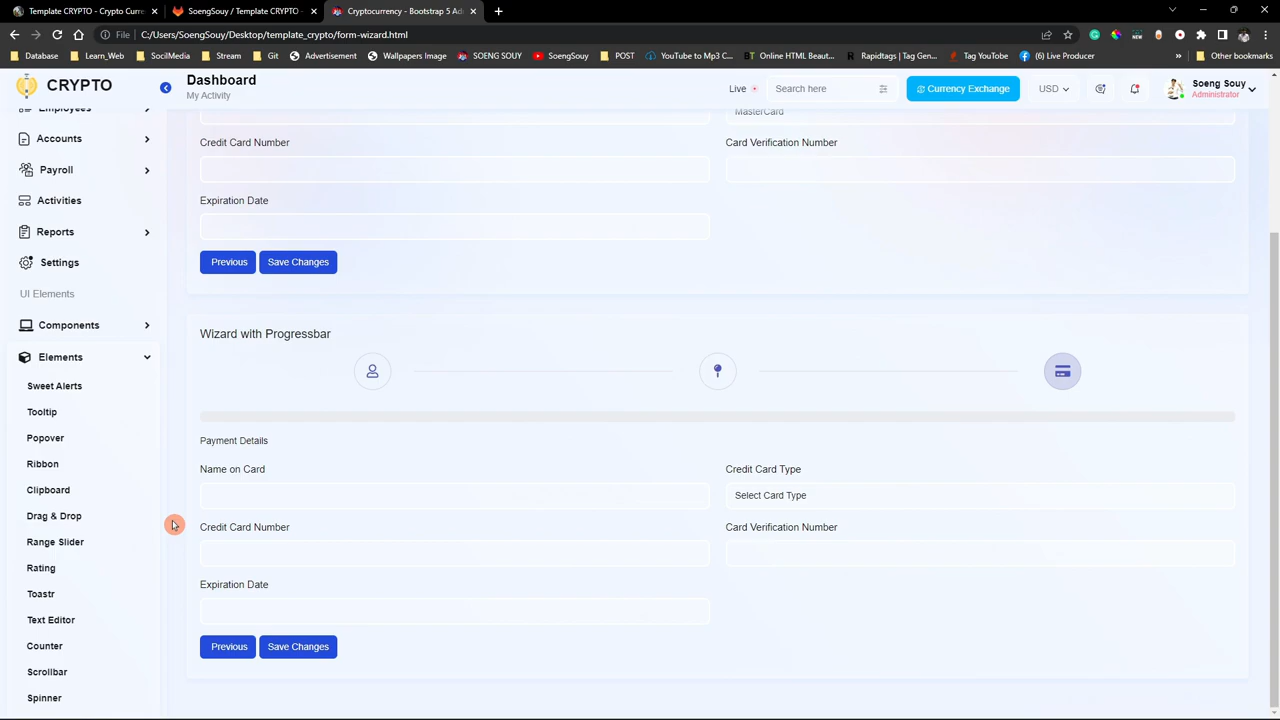 Template CRYPTO - Crypto Curre
SoengSouy / Template CRYPTO ·
Cryptocurrency - Bootstrap 5 Ad
File
C:/Users/SoengSouy/Desktop/template_crypto/form-wizard.html
Database
Learn_Web
SocilMedia
Stream
Git
Advertisement
Wallpapers Image
SOENG SOUY
SoengSouy
POST
YouTube to Mp3 C...
Online HTML Beaut...
Rapidtags | Tag Gen...
Tag YouTube
(6) Live Producer
Other bookmarks
CRYPTO
Dashboard
My Activity
Live
Search here
Currency Exchange
USD
Soeng Souy
Administrator
Employees
Accounts
Payroll
Activities
Reports
Settings
UI Elements
Components
Elements
Sweet Alerts
Tooltip
Popover
Ribbon
Clipboard
Drag & Drop
Range Slider
Rating
Toastr
Text Editor
Counter
Scrollbar
Spinner
MasterCard
Credit Card Number
Card Verification Number
Expiration Date
Previous
Save Changes
Wizard with Progressbar
Payment Details
Name on Card
Credit Card Type
Select Card Type
Credit Card Number
Card Verification Number
Expiration Date
Previous
Save Changes